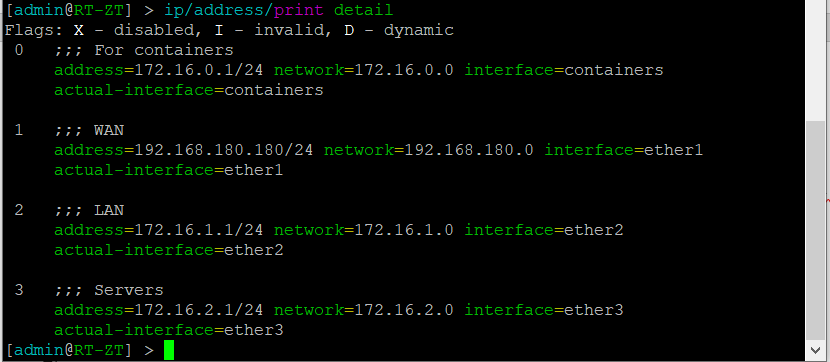 [admin@RT-ZT] > ip/address/print detail
Flags: X - disabled, I - invalid, D - dynamic
0 ;;; For containers
address=172.16.0.1/24 network=172.16.0.0 interface=containers
actual-interface=containers
1 ;;; WAN
address=192.168.180.180/24 network=192.168.180.0 interface=ether1
actual-interface=ether1
2 ;;; LAN
address=172.16.1.1/24 network=172.16.1.0 interface=ether2
actual-interface=ether2
3 ;;; Servers
address=172.16.2.1/24 network=172.16.2.0 interface=ether3
actual-interface=ether3
[admin@RT-ZT] >